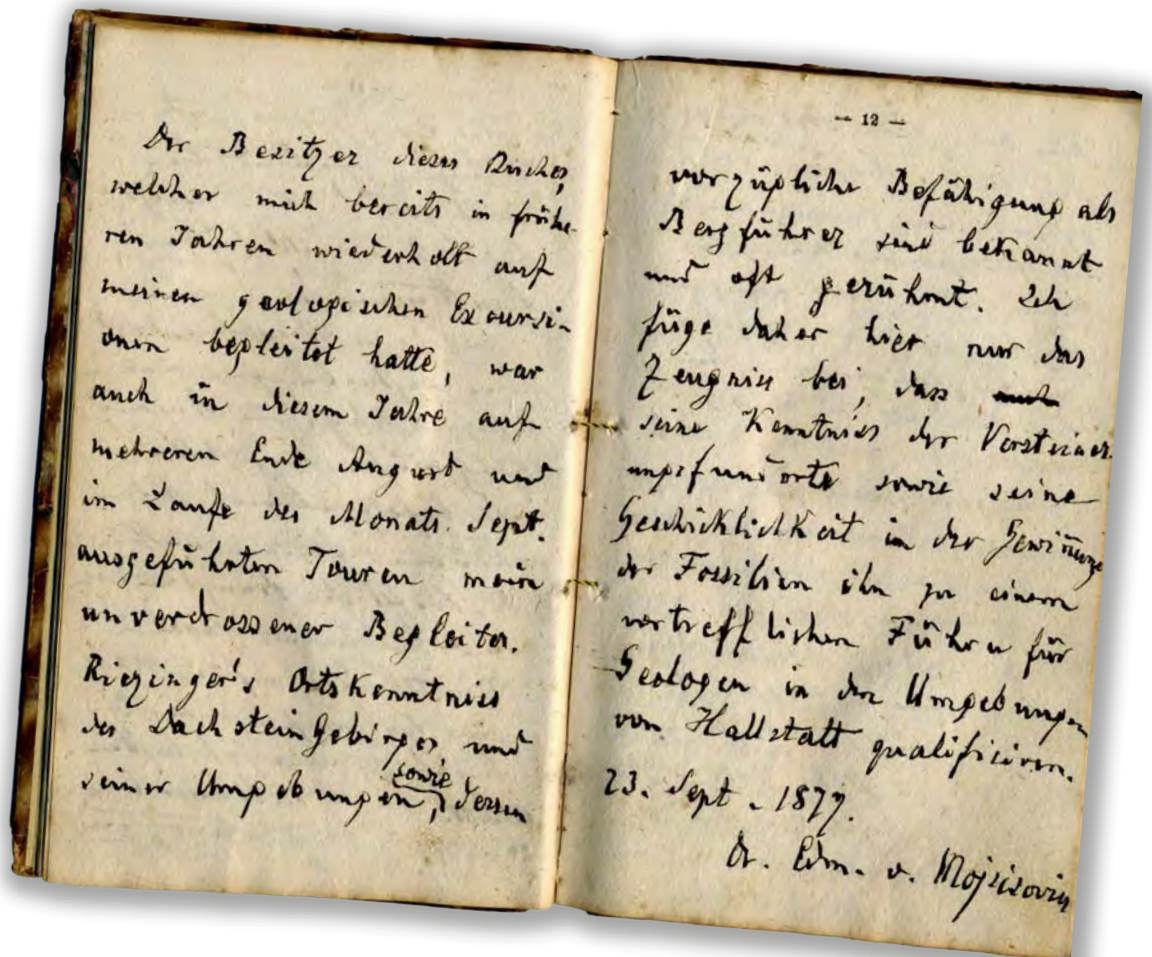 Der Besitzer dieses Buches,
welcher mich bereits in frühe-
ren Jahren wiederholt auf
meinen geologischen Excursi-
onen begleitet hatte, war
auch in diesem Jahre auf
mehreren Ende August und
im Laufe des Monats Sept.
ausgeführten Touren mein
unverdrossener Begleiter.
Riezinger's Ortskenntniss
des Dachsteingebirges und
seiner Umgebungen, sowie dessen
— 12 —
vorzügliche Befähigung als
Bergführer sind bekannt
und oft gerühmt. Ich
füge daher hier nur das
Zeugniss bei, dass
seine Kenntniss der Versteiner-
ungsfundorte sowie seine
Geschicklichkeit in der Gewinnung
der Fossilien ihn zu einem
vortrefflichen Führer für
Geologen in den Umgebungen
von Hallstatt qualificiren.
23. Sept. 1877.
Dr. Edm. v. Mojsisovics